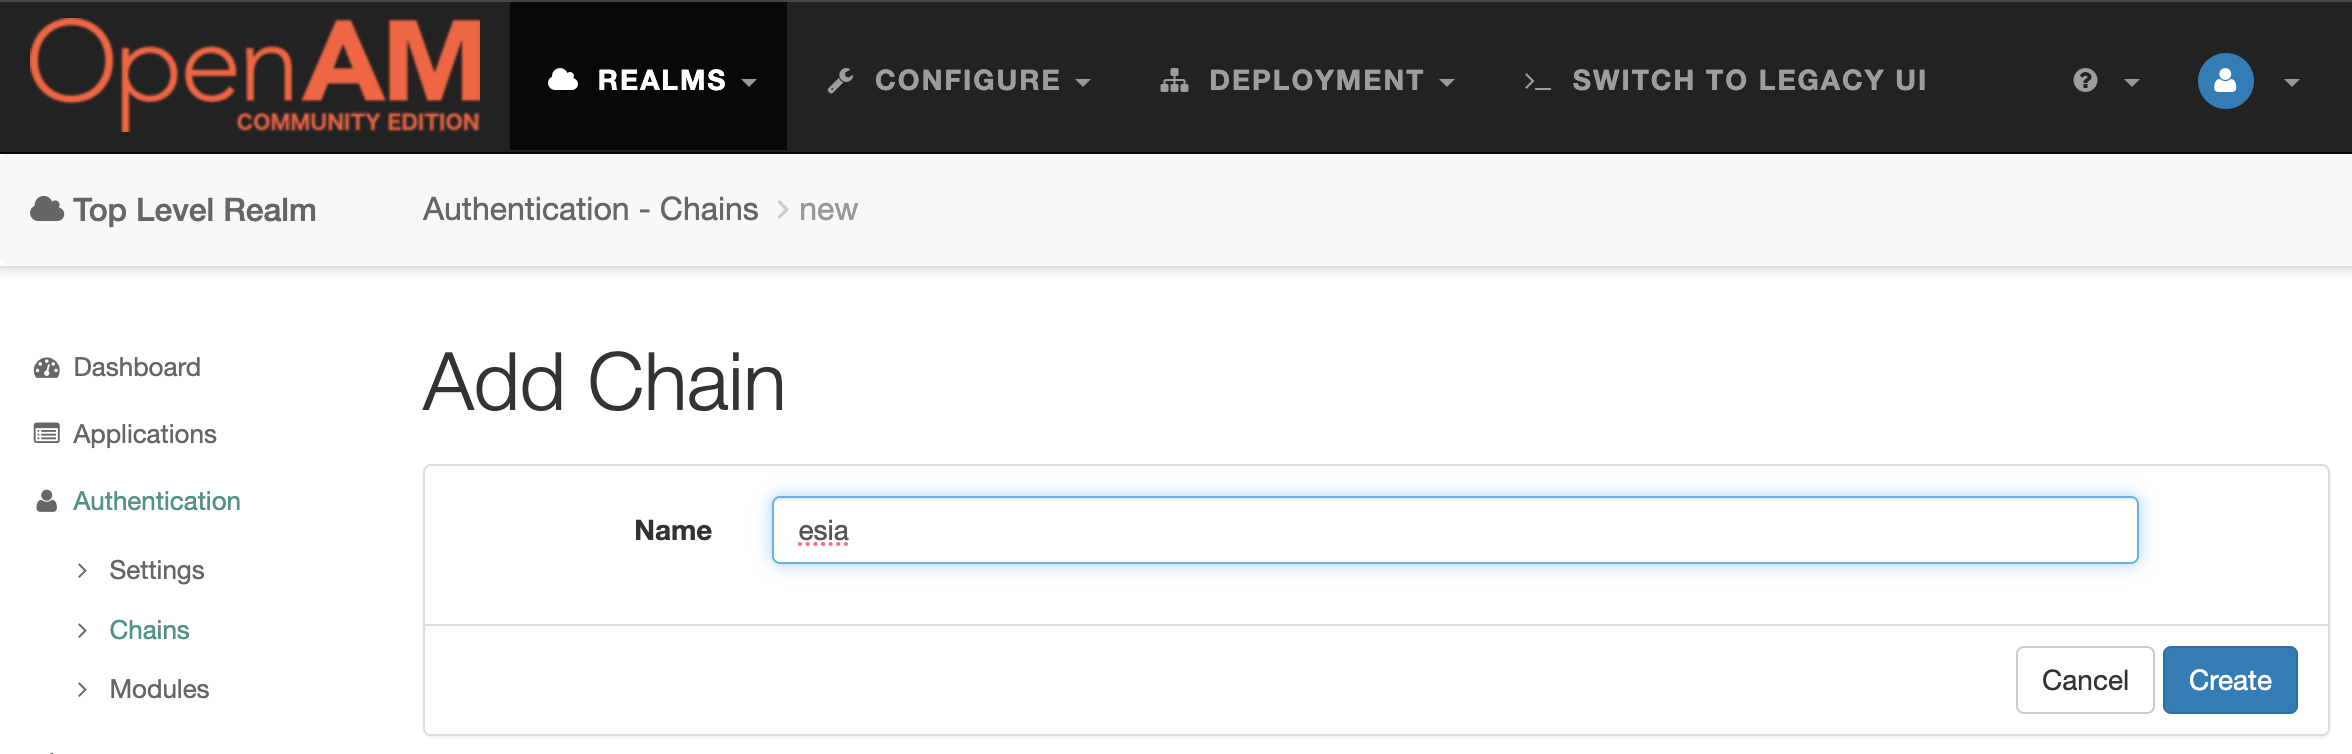 OpenAM
COMMUNITY EDITION
REALMS
CONFIGURE
DEPLOYMENT
SWITCH TO LEGACY UI
Top Level Realm
Authentication - Chains > new
Dashboard
Applications
Authentication
Settings
Chains
Modules
Add Chain
Name
esia
Cancel
Create